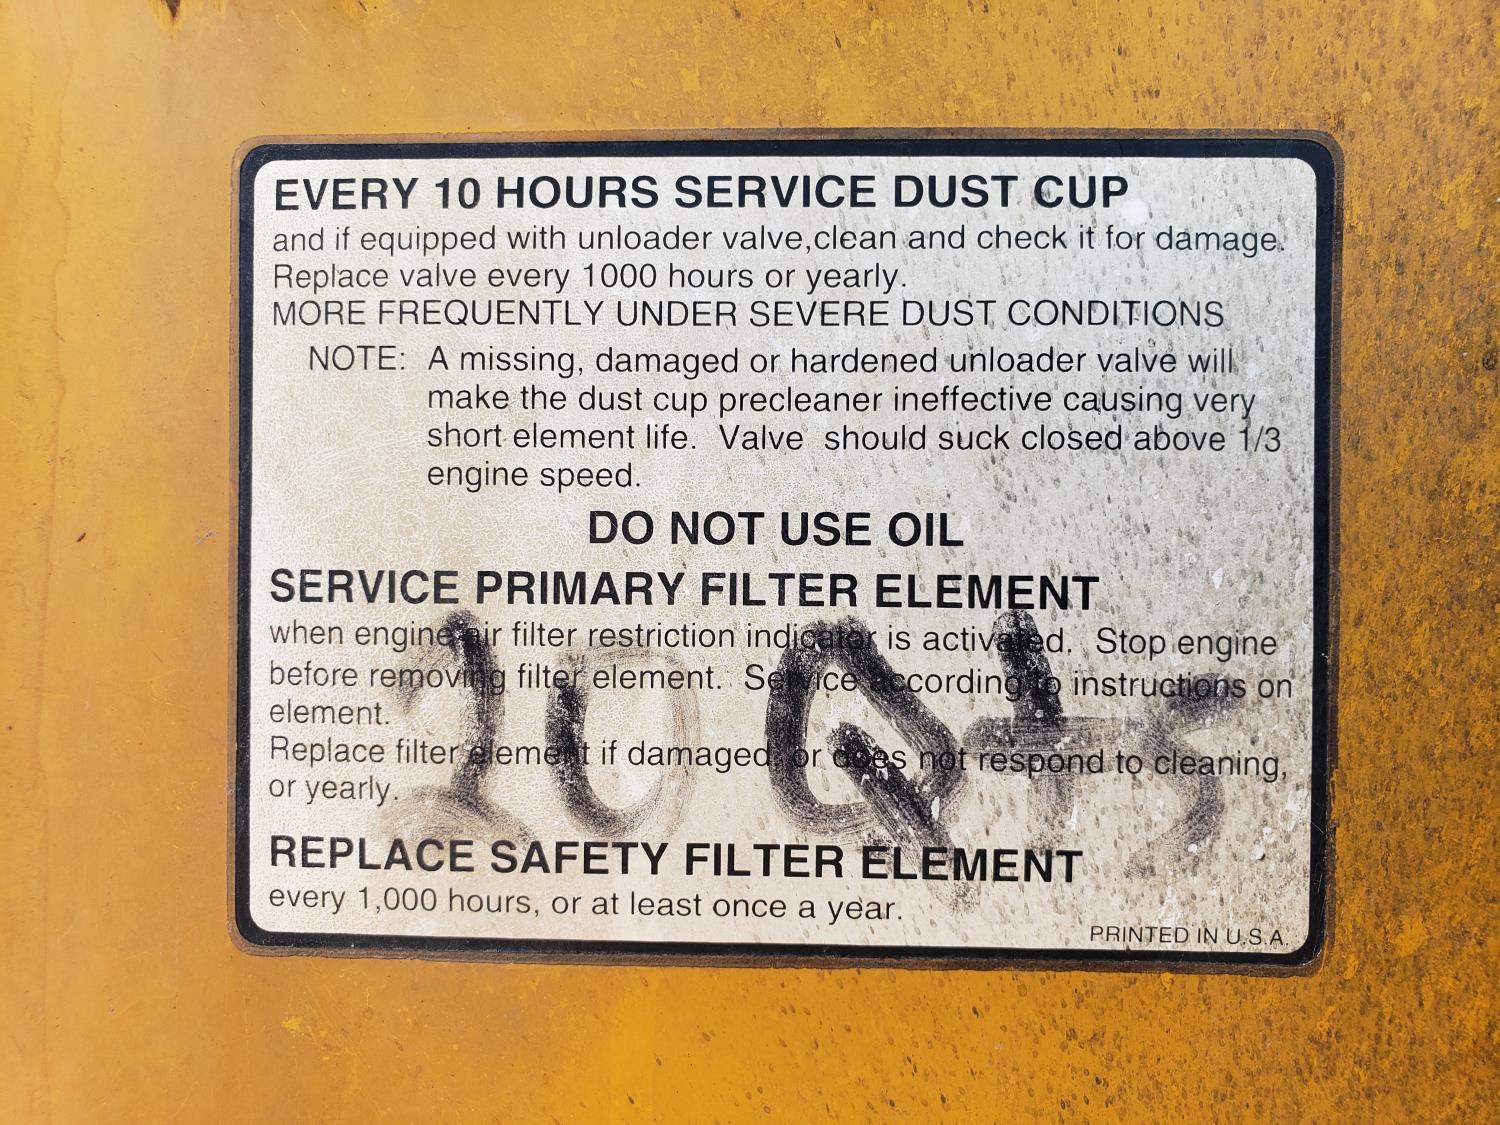 EVERY 10 HOURS SERVICE DUST CUP
and if equipped with unloader valve,clean and check it for damage.
Replace valve every 1000 hours or yearly.
MORE FREQUENTLY UNDER SEVERE DUST CONDITIONS
NOTE: A missing, damaged or hardened unloader valve will
make the dust cup precleaner ineffective causing very
short element life. Valve should suck closed above 1/3
engine speed.
DO NOT USE OIL
SERVICE PRIMARY FILTER ELEMENT
when engine air filter restriction indicator is activated. Stop engine
before removing filter element. Service according to instructions on
element.
Replace filter element if damaged, or does not respond to cleaning,
or yearly.
REPLACE SAFETY FILTER ELEMENT
every 1,000 hours, or at least once a year.
PRINTED IN U.S.A.
Qts